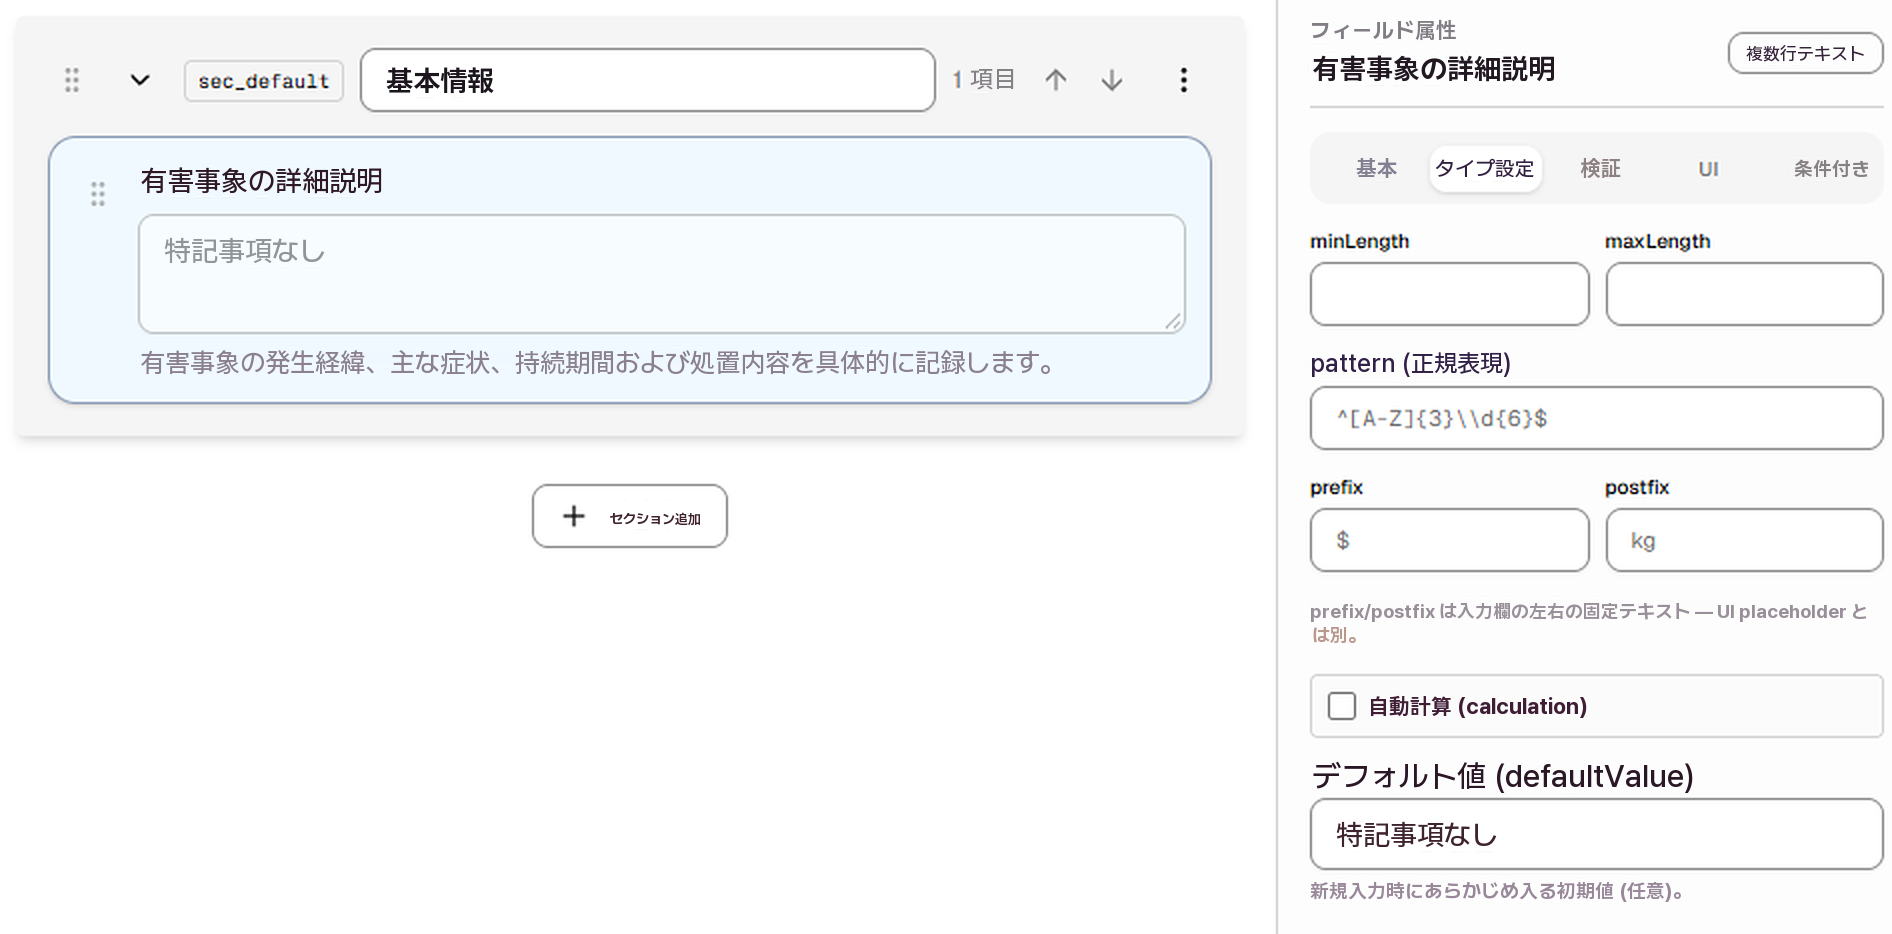 sec_default
基本情報
1 項目
有害事象の詳細説明
特記事項なし
有害事象の発生経緯、主な症状、持続期間および処置内容を具体的に記録します。
セクション追加
フィールド属性
有害事象の詳細説明
複数行テキスト
基本
タイプ設定
検証
UI
条件付き
minLength
maxLength
pattern (正規表現)
^[A-Z]{3}\\d{6}$
prefix
postfix
$
kg
prefix/postfix は入力欄の左右の固定テキスト — UI placeholder と
は別。
自動計算 (calculation)
デフォルト値 (defaultValue)
特記事項なし
新規入力時にあらかじめ入る初期値 (任意)。